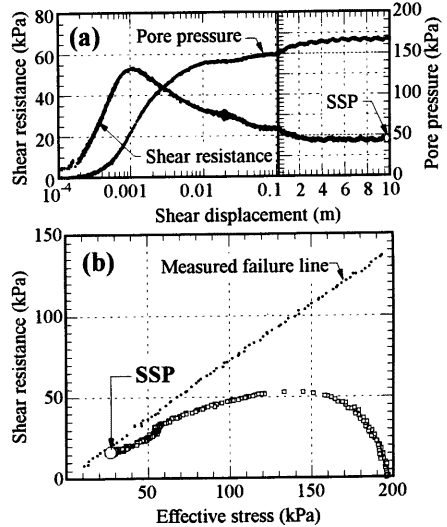 (a)
Shear resistance (kPa)
80
60
40
20
0
Pore pressure
Shear resistance
SSP
200
150
100
50
0
Pore pressure (kPa)
10-4
0.001
0.01
0.1
2
4
6
8
10
Shear displacement (m)
(b)
Shear resistance (kPa)
150
100
50
0
Measured failure line
SSP
50
100
150
200
Effective stress (kPa)